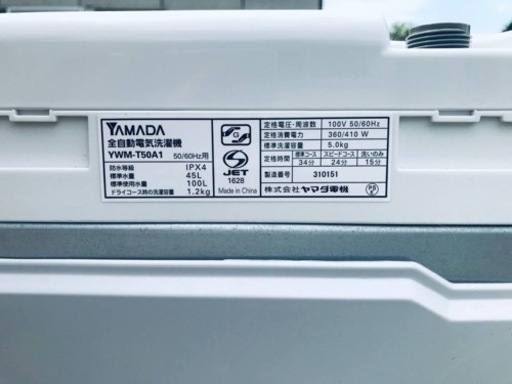 YAMADA
全自動電気洗濯機
YWM-T50A1 50/60Hz用
防水等級 IPX4
標準水量 45L
標準使用水量 100L
ドライコース時の洗濯容量 1.2kg
G
JET
1628
Made in China
定格電圧・周波数 100V 50/60Hz
定格消費電力 360/410 W
標準洗濯容量 5.0kg
定格時間 標準コース スピードコース 洗いのみ
34分 24分 15分
製造番号 310151
株式会社 ヤマダ電機